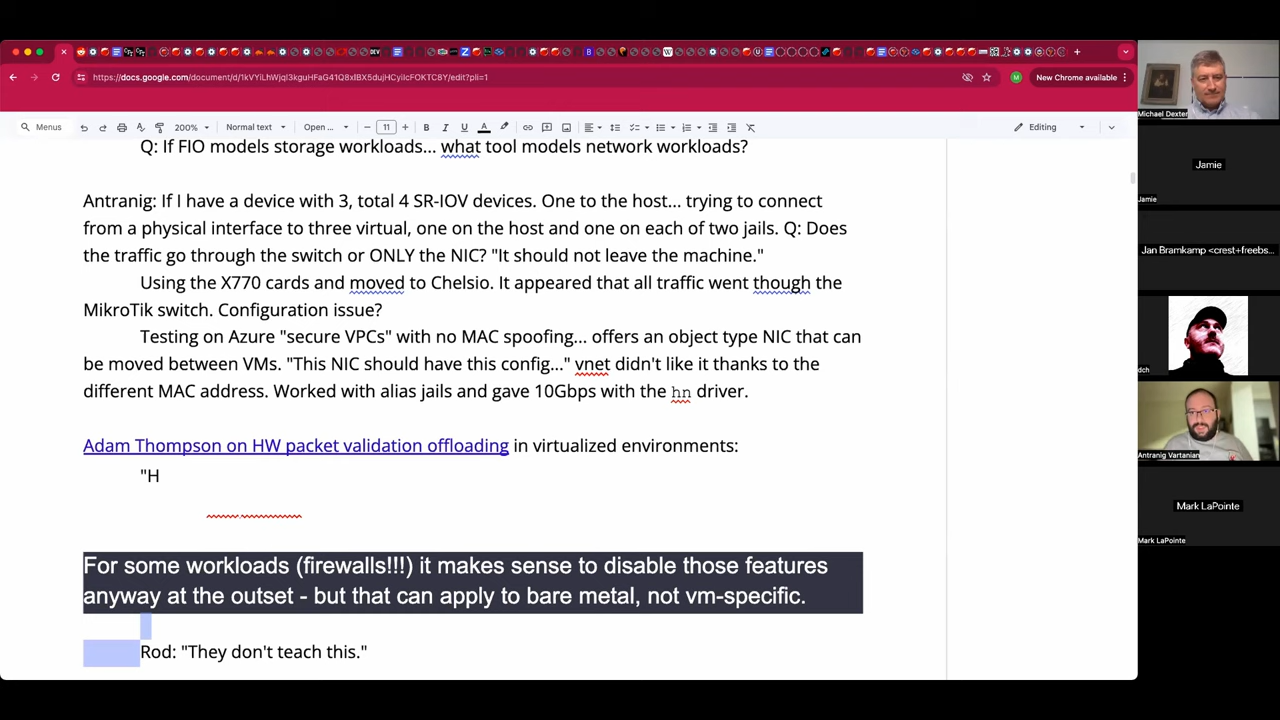 https://docs.google.com/document/d/1kVYiLhWjql3kguHFaG41Q8xlBX5dujHCyiIcFOKTC8Y/edit?pli=1
New Chrome available
Menus
200%
Normal text
Open ...
11
Editing
Q: If FIO models storage workloads... what tool models network workloads?
Antranig: If I have a device with 3, total 4 SR-IOV devices. One to the host... trying to connect
from a physical interface to three virtual, one on the host and one on each of two jails. Q: Does
the traffic go through the switch or ONLY the NIC? "It should not leave the machine."
Using the X770 cards and moved to Chelsio. It appeared that all traffic went though the
MikroTik switch. Configuration issue?
Testing on Azure "secure VPCs" with no MAC spoofing... offers an object type NIC that can
be moved between VMs. "This NIC should have this config..." vnet didn't like it thanks to the
different MAC address. Worked with alias jails and gave 10Gbps with the hn driver.
Adam Thompson on HW packet validation offloading in virtualized environments:
"H
For some workloads (firewalls!!!) it makes sense to disable those features
anyway at the outset - but that can apply to bare metal, not vm-specific.
Rod: "They don't teach this."
Michael Dexter
Jamie
Jamie
Jan Bramkamp <crest+freebs...
dch
Antranig Vartanian
Mark LaPointe
Mark LaPointe